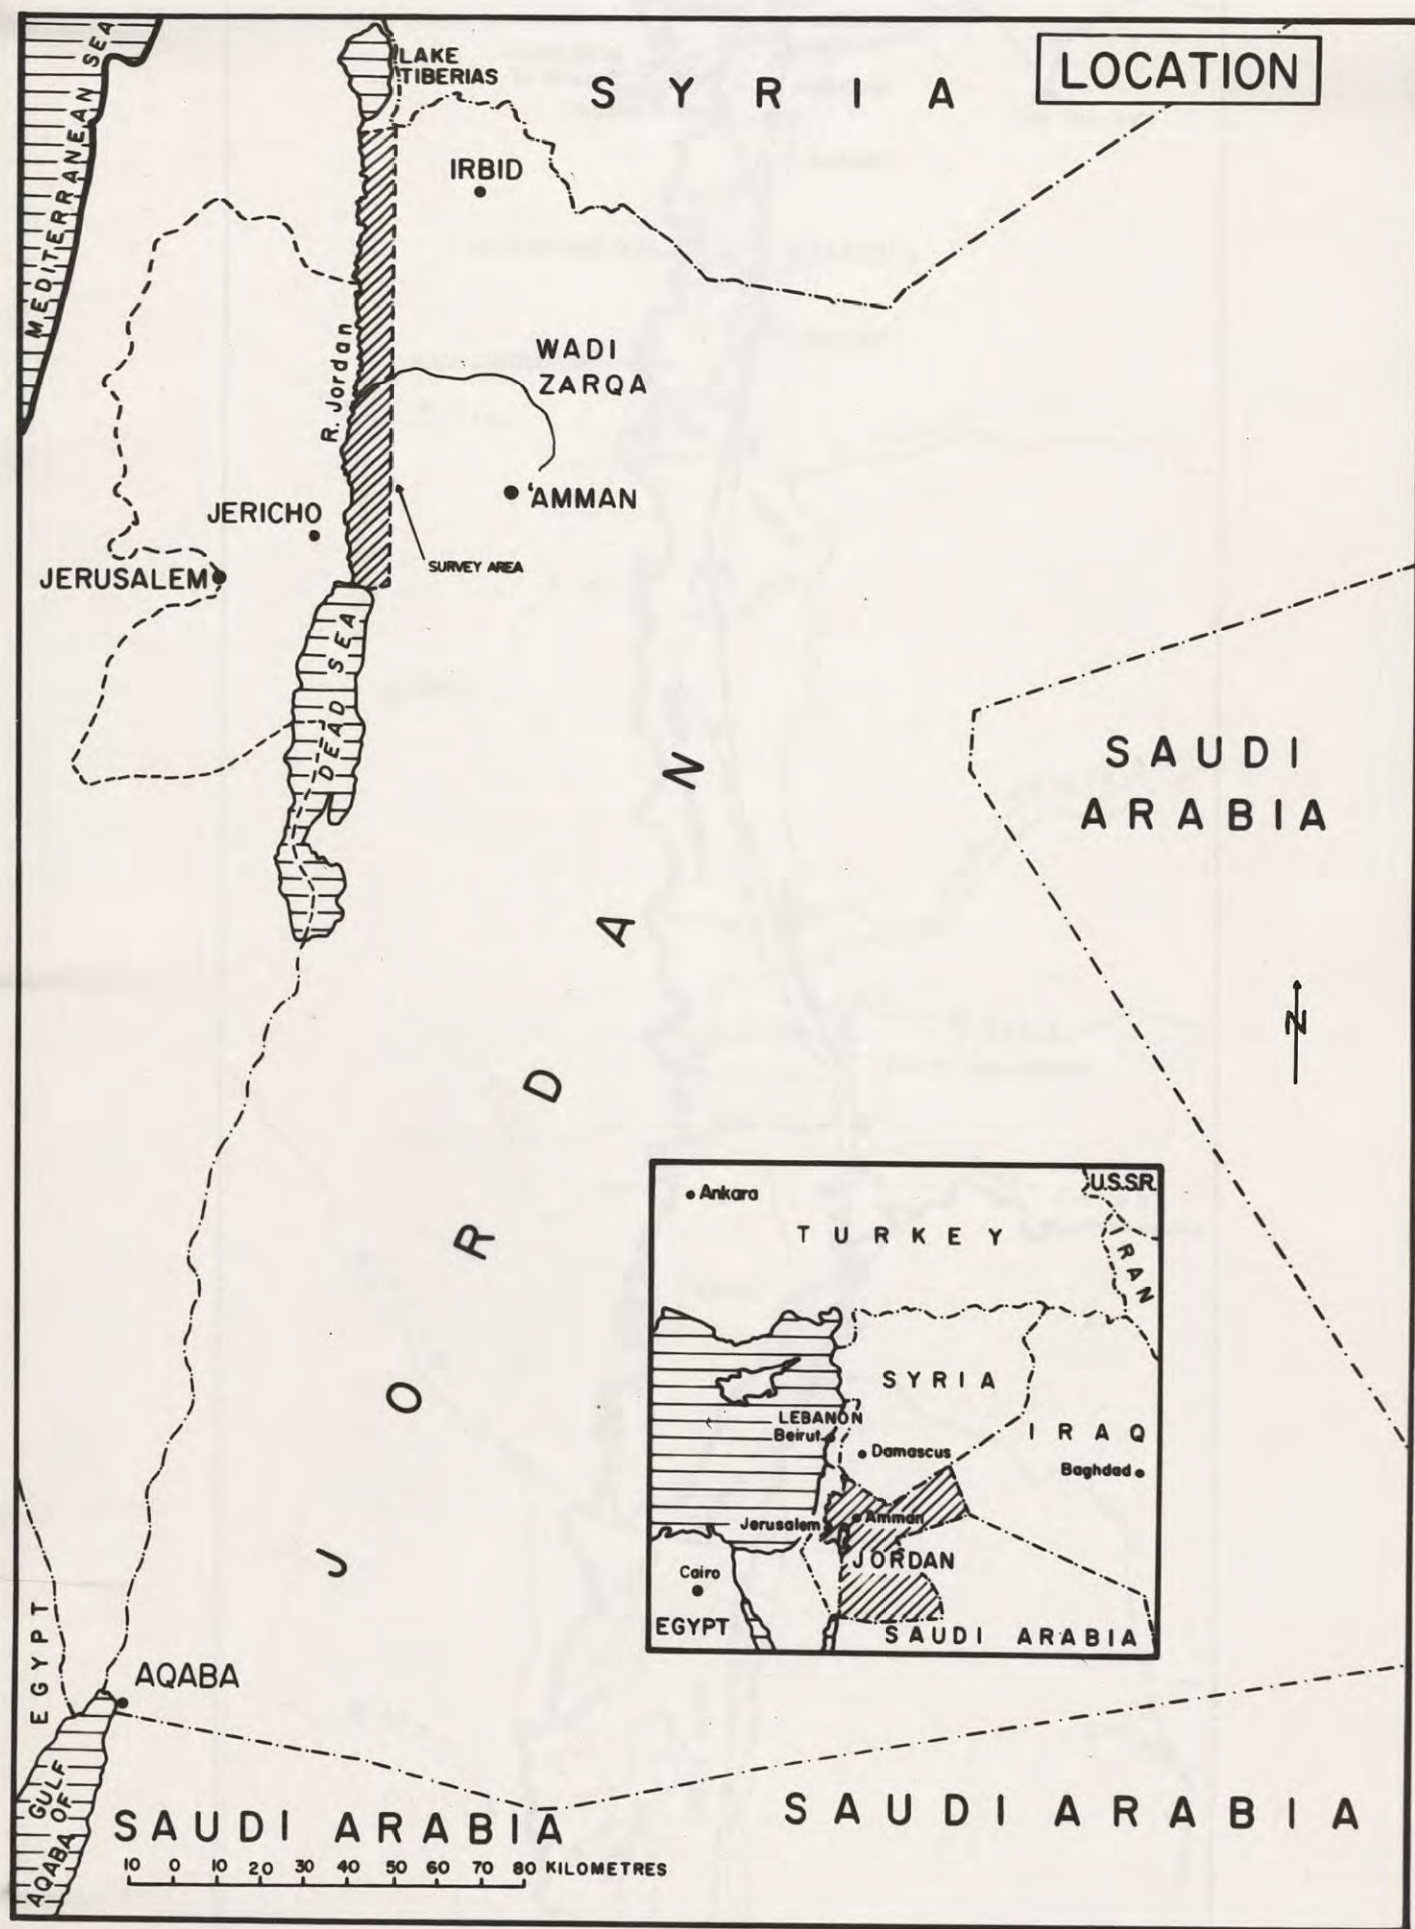 LOCATION
MEDITERRANEAN SEA
LAKE
TIBERIAS
SYRIA
IRBID
R. Jordan
WADI
ZARQA
'AMMAN
JERICHO
JERUSALEM
SURVEY AREA
DEAD SEA
JORDAN
SAUDI
ARABIA
N
U.S.S.R.
Ankara
TURKEY
IRAN
SYRIA
LEBANON
Beirut
Damascus
IRAQ
Baghdad
Jerusalem
Amman
JORDAN
Cairo
EGYPT
SAUDI ARABIA
EGYPT
AQABA
GULF
OF
AQABA
SAUDI ARABIA
SAUDI ARABIA
10 0 10 20 30 40 50 60 70 80 KILOMETRES